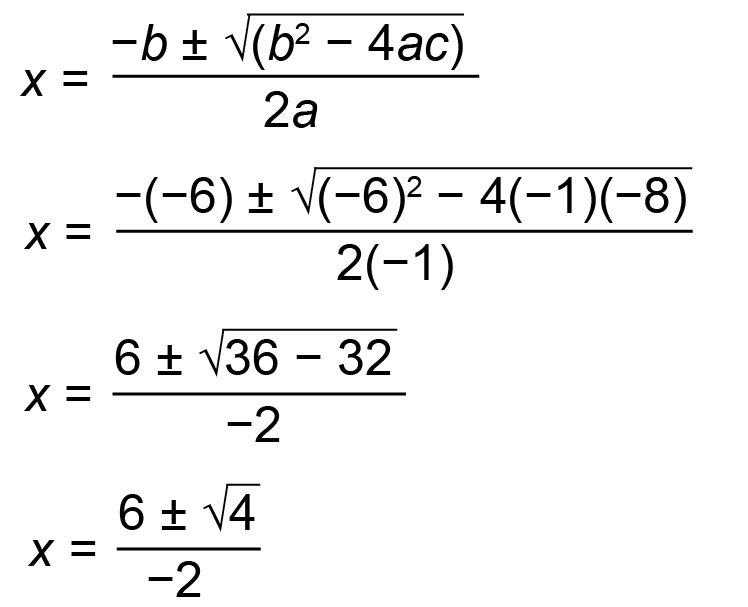 x = −b ± √(b² − 4ac) / 2a
x = −(−6) ± √(−6)² − 4(−1)(−8) / 2(−1)
x = 6 ± √36 − 32 / −2
x = 6 ± √4 / −2